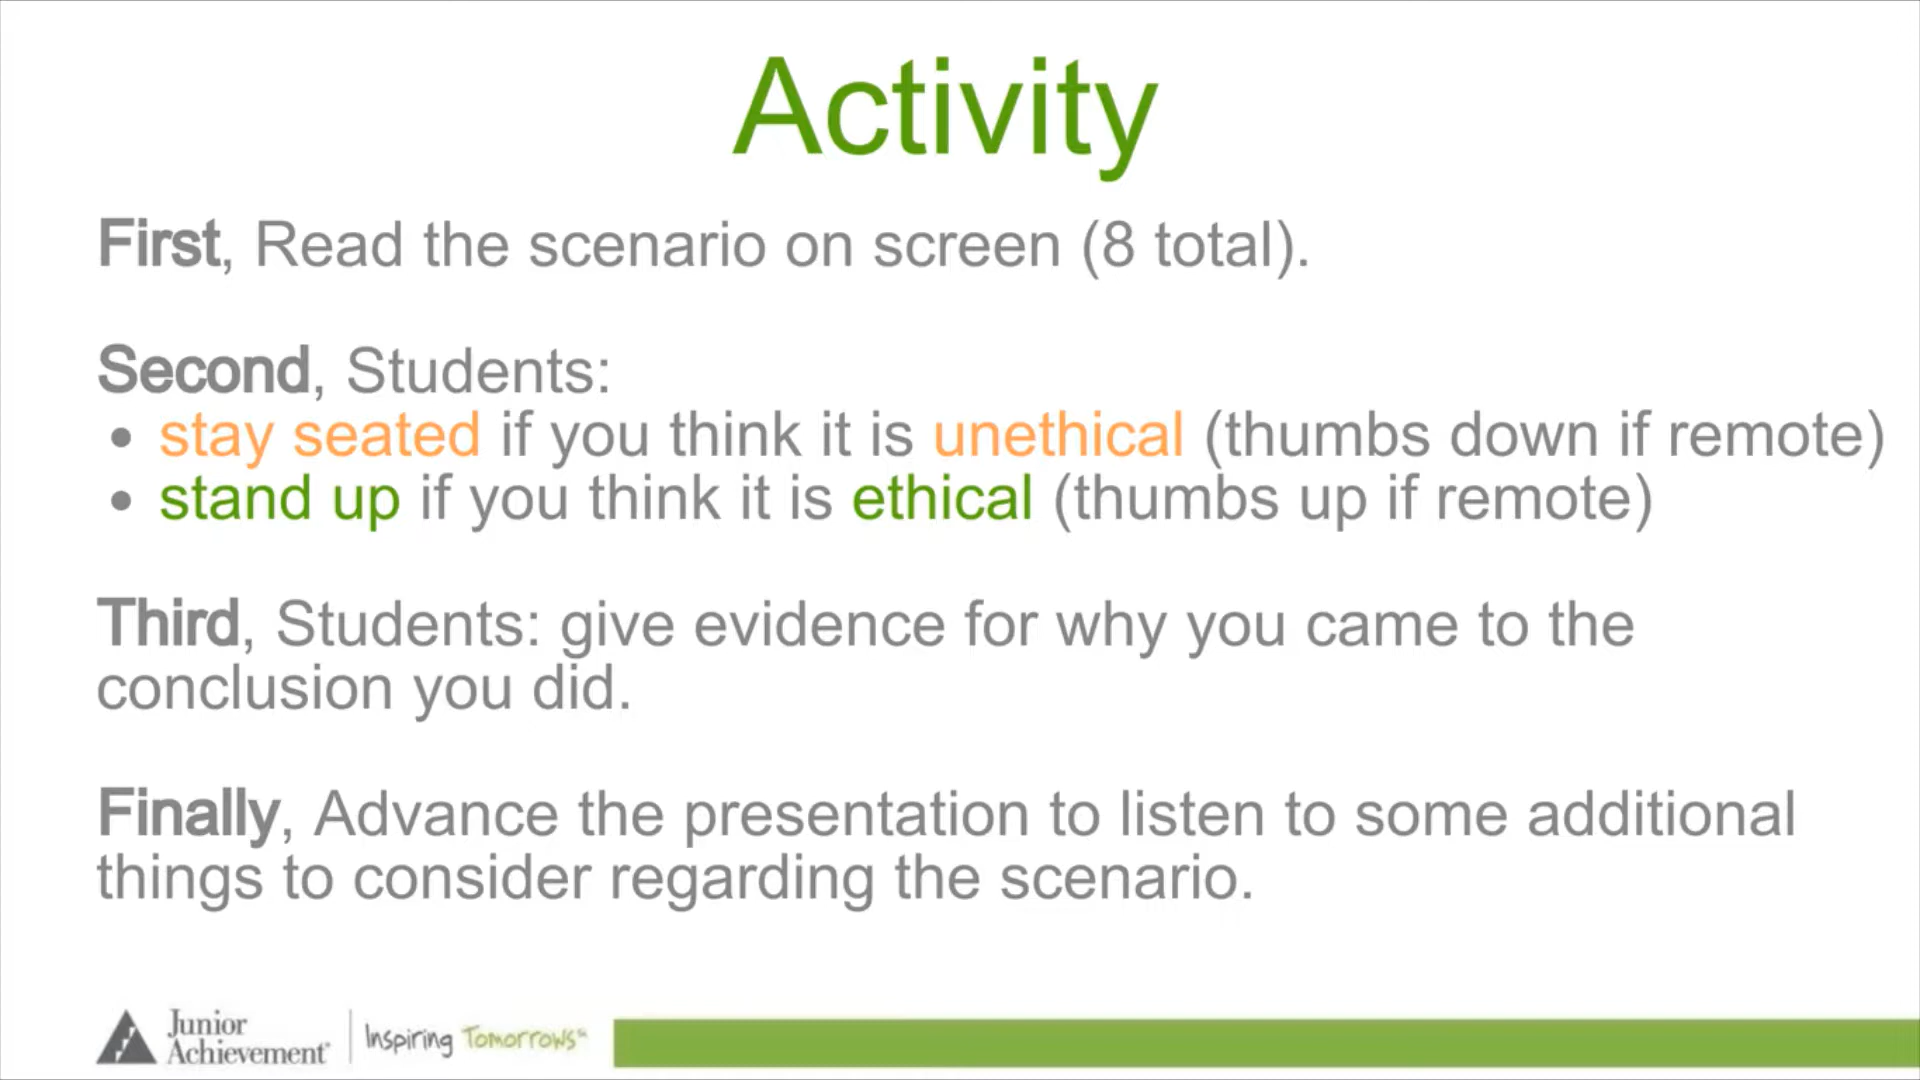 Activity
First, Read the scenario on screen (8 total).
Second, Students:
• stay seated if you think it is unethical (thumbs down if remote)
• stand up if you think it is ethical (thumbs up if remote)
Third, Students: give evidence for why you came to the
conclusion you did.
Finally, Advance the presentation to listen to some additional
things to consider regarding the scenario.
Junior
Achievement®
Inspiring Tomorrows℠